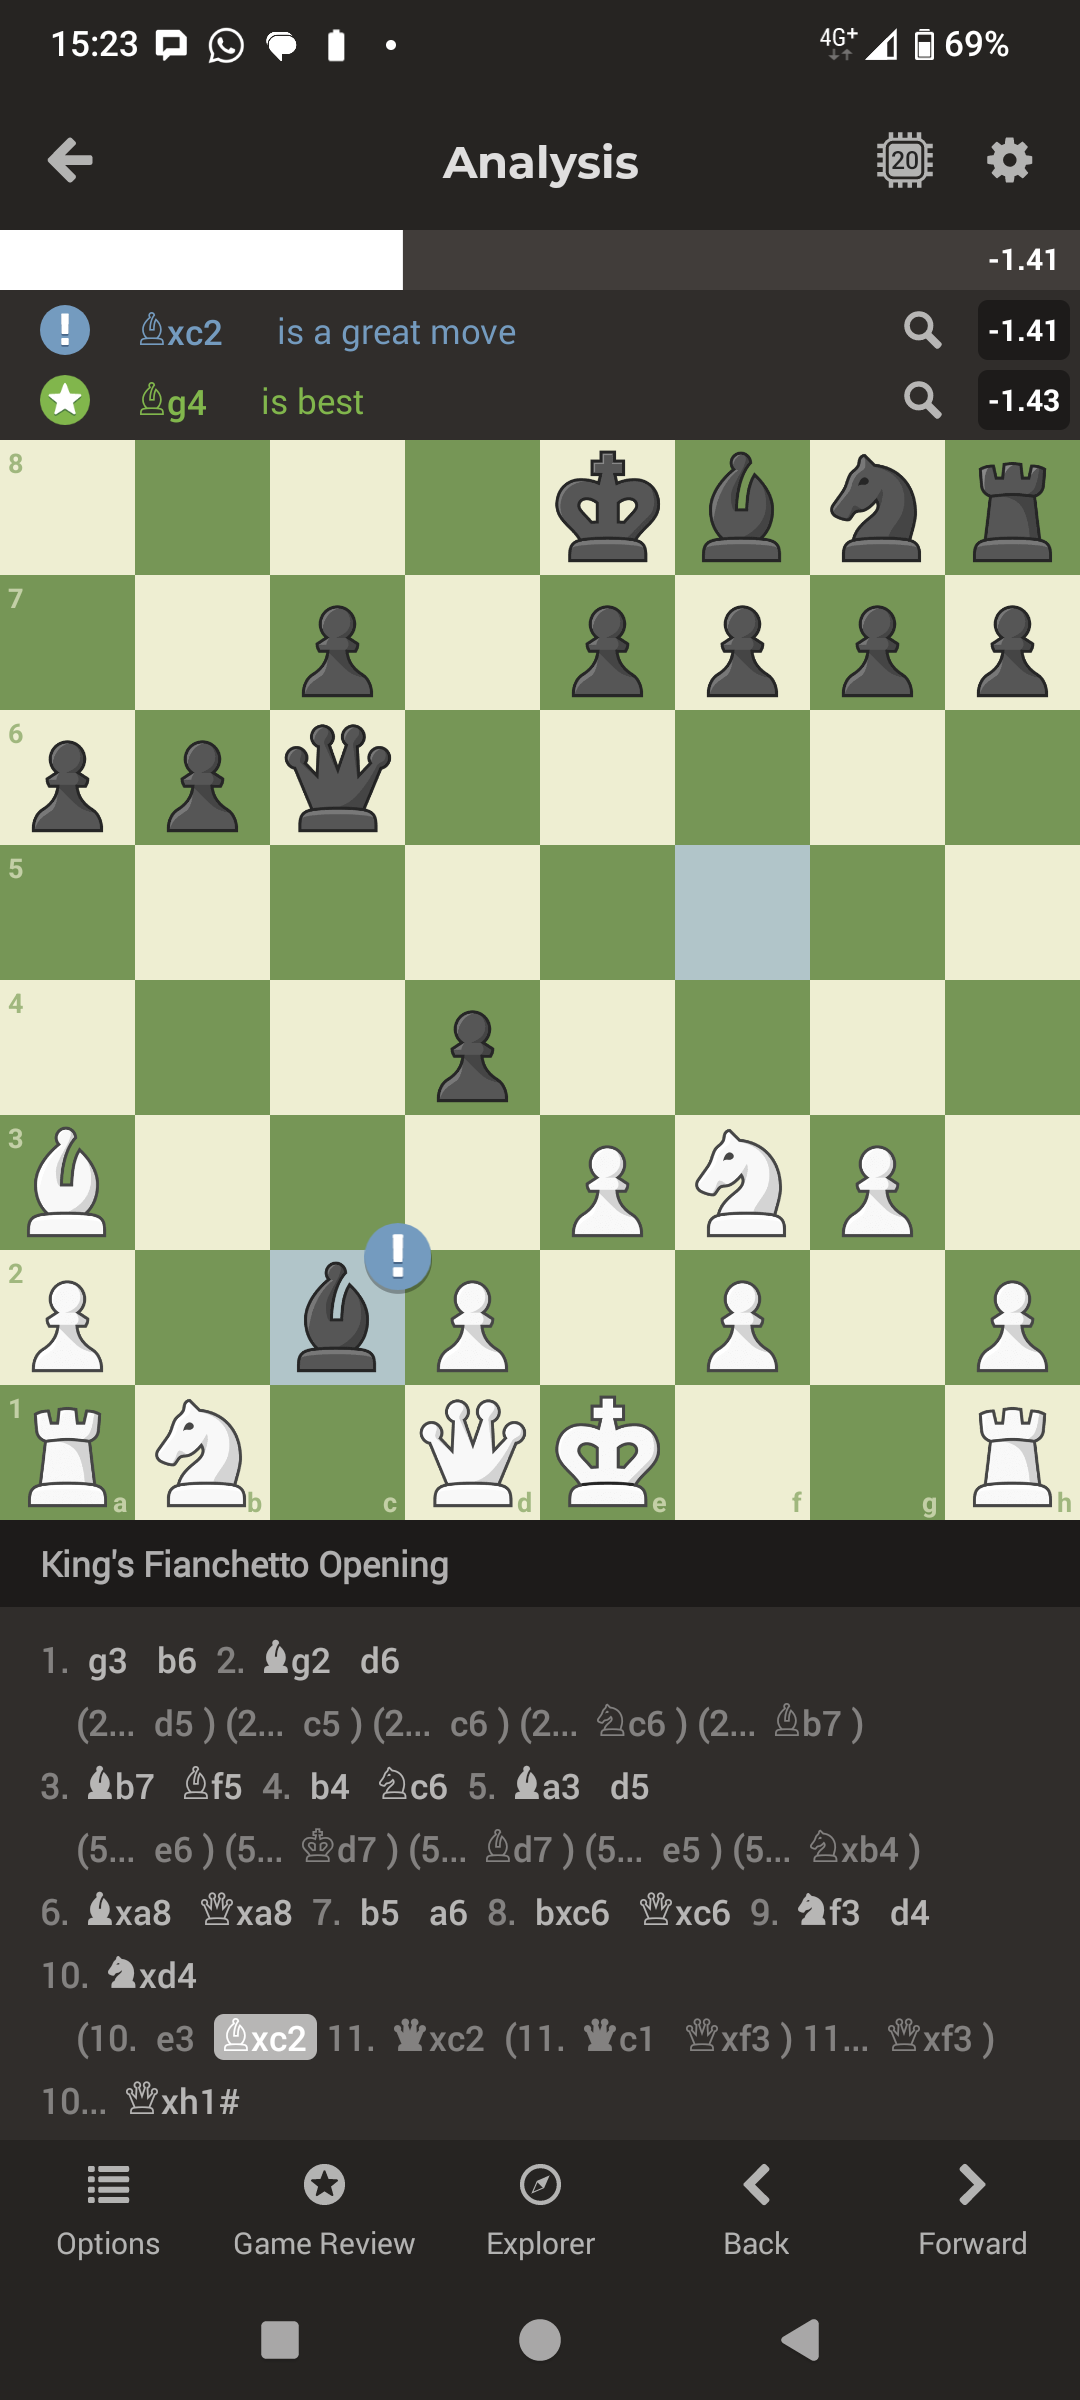 15:23 4G+ 69%
Analysis 20
-1.41
! ♗xc2 is a great move -1.41
♗g4 is best -1.43
8
7
6
5
4
3
!
2
1 a b c d e f g h
King's Fianchetto Opening
1. g3 b6 2. ♝g2 d6
(2... d5 ) (2... c5 ) (2... c6 ) (2... ♘c6 ) (2... ♗b7 )
3. ♝b7 ♗f5 4. b4 ♘c6 5. ♝a3 d5
(5... e6 ) (5... ♔d7 ) (5... ♗d7 ) (5... e5 ) (5... ♘xb4 )
6. ♝xa8 ♕xa8 7. b5 a6 8. bxc6 ♕xc6 9. ♞f3 d4
10. ♞xd4
(10. e3 ♗xc2 11. ♛xc2 (11. ♛c1 ♕xf3 ) 11... ♕xf3 )
10... ♕xh1#
Options Game Review Explorer Back Forward